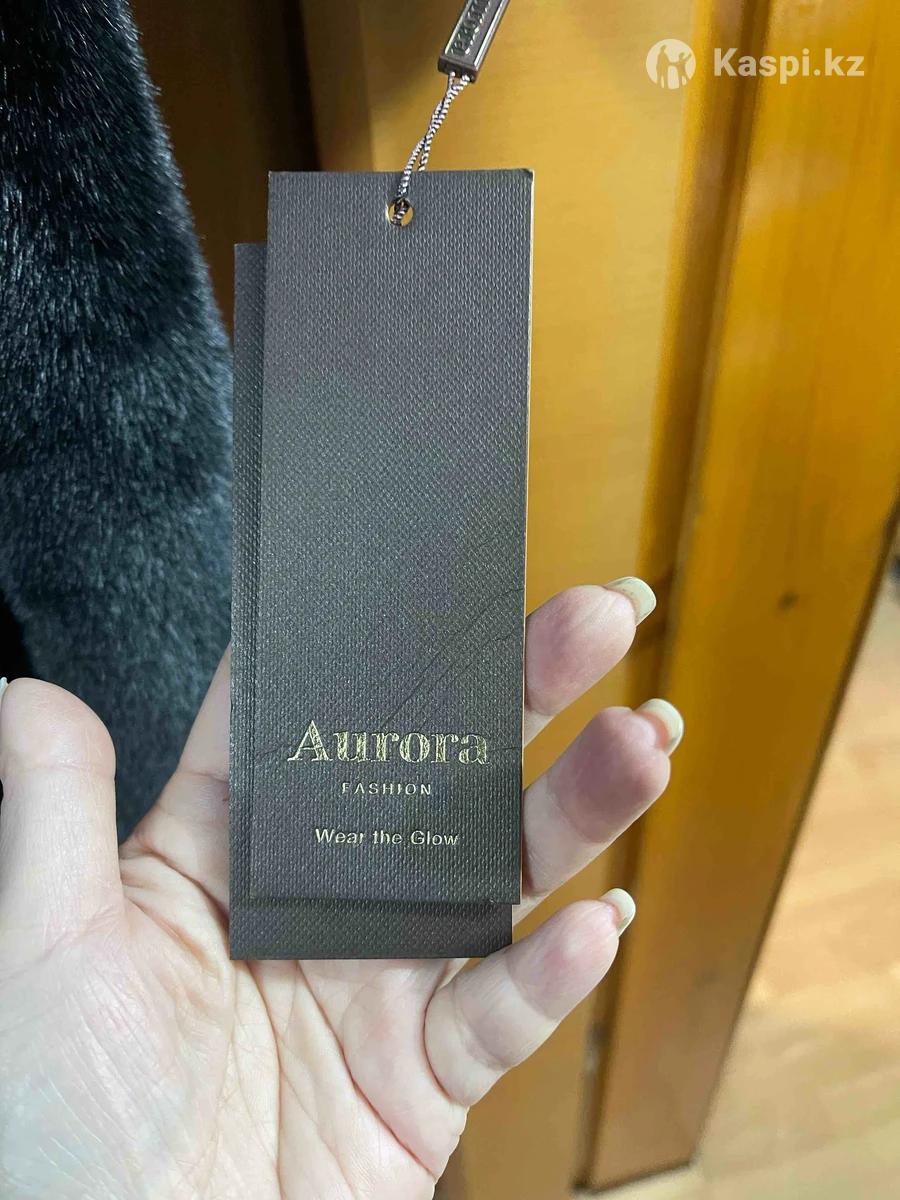 Kaspi.kz
Aurora
FASHION
Wear the Glow